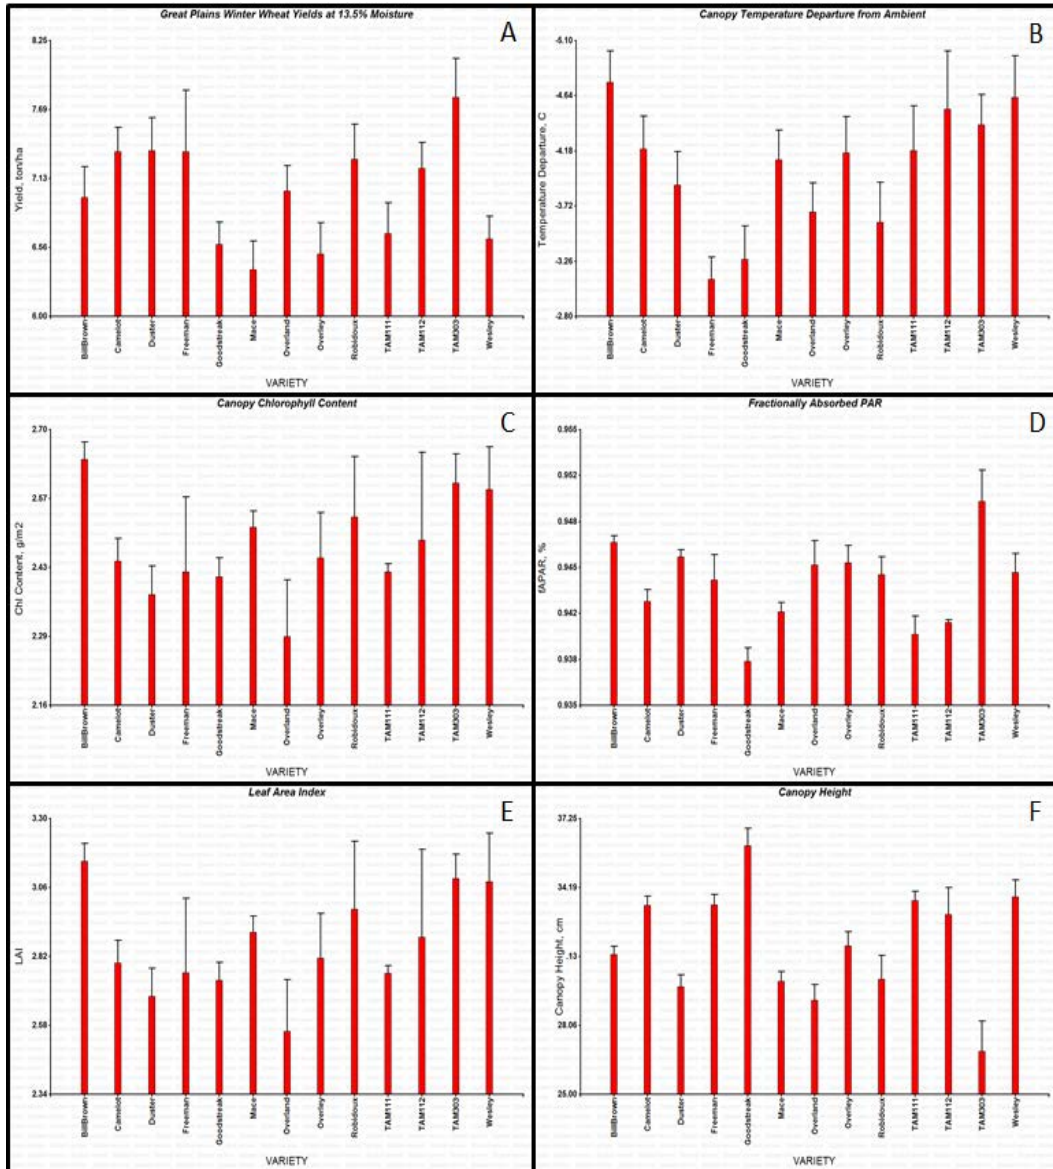 Great Plains Winter Wheat Yields at 13.5% Moisture
A
8.25
7.69
7.13
6.56
6.00
Yield, ton/ha
BillBrown
Camelot
Duster
Freeman
Goodstreak
Mace
Overland
Overley
Robidoux
TAM111
TAM112
TAM303
Wesley
VARIETY
Canopy Temperature Departure from Ambient
B
-5.10
-4.64
-4.18
-3.72
-3.26
-2.80
Temperature Departure, C
BillBrown
Camelot
Duster
Freeman
Goodstreak
Mace
Overland
Overley
Robidoux
TAM111
TAM112
TAM303
Wesley
VARIETY
Canopy Chlorophyll Content
C
2.70
2.57
2.43
2.29
2.16
Chl Content, g/m2
BillBrown
Camelot
Duster
Freeman
Goodstreak
Mace
Overland
Overley
Robidoux
TAM111
TAM112
TAM303
Wesley
VARIETY
Fractionally Absorbed PAR
D
0.955
0.952
0.948
0.945
0.942
0.938
0.935
fAPAR, %
BillBrown
Camelot
Duster
Freeman
Goodstreak
Mace
Overland
Overley
Robidoux
TAM111
TAM112
TAM303
Wesley
VARIETY
Leaf Area Index
E
3.30
3.06
2.82
2.58
2.34
LAI
BillBrown
Camelot
Duster
Freeman
Goodstreak
Mace
Overland
Overley
Robidoux
TAM111
TAM112
TAM303
Wesley
VARIETY
Canopy Height
F
37.25
34.19
.13
28.06
25.00
Canopy Height, cm
BillBrown
Camelot
Duster
Freeman
Goodstreak
Mace
Overland
Overley
Robidoux
TAM111
TAM112
TAM303
Wesley
VARIETY